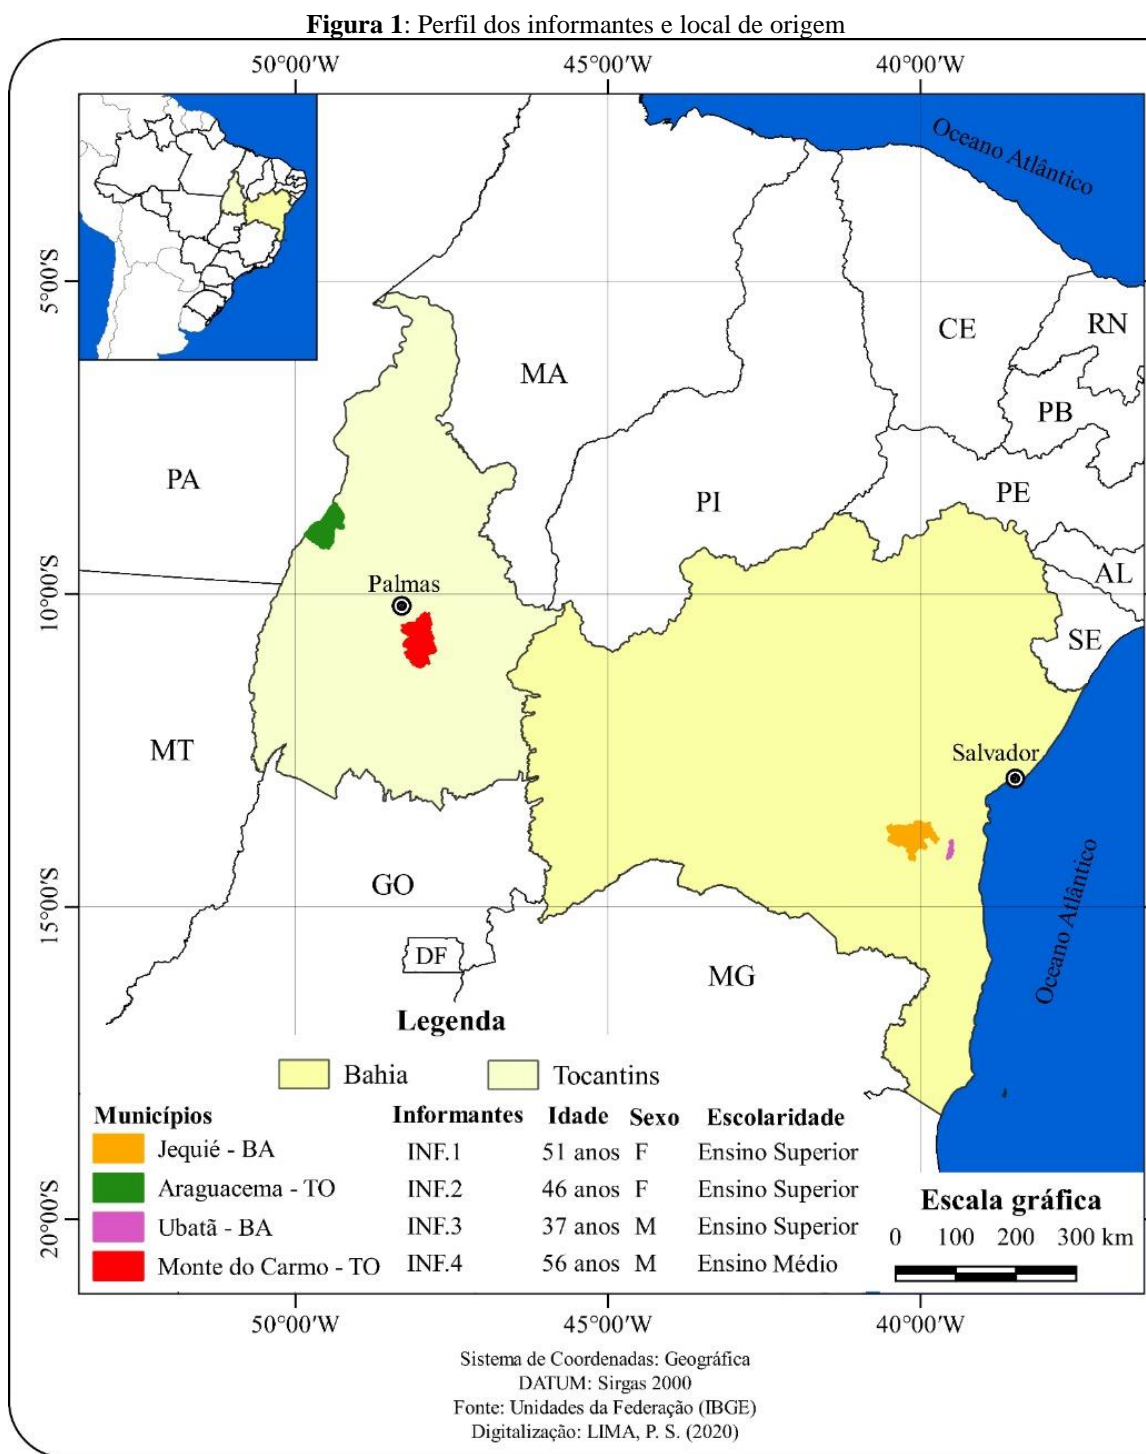 Figura 1: Perfil dos informantes e local de origem
50°00'W 45°00'W 40°00'W
Oceano Atlântico
5°00'S
CE
RN
MA
PB
PA
PI
PE
Palmas
AL
10°00'S
SE
MT
Salvador
GO
15°00'S
DF
MG
Oceano Atlântico
Legenda
Bahia Tocantins
Municípios Informantes Idade Sexo Escolaridade
Jequié - BA INF.1 51 anos F Ensino Superior
Araguacema - TO INF.2 46 anos F Ensino Superior
Ubatã - BA INF.3 37 anos M Ensino Superior
Monte do Carmo - TO INF.4 56 anos M Ensino Médio
20°00'S
Escala gráfica
0 100 200 300 km
50°00'W 45°00'W 40°00'W
Sistema de Coordenadas: Geográfica
DATUM: Sirgas 2000
Fonte: Unidades da Federação (IBGE)
Digitalização: LIMA, P. S. (2020)